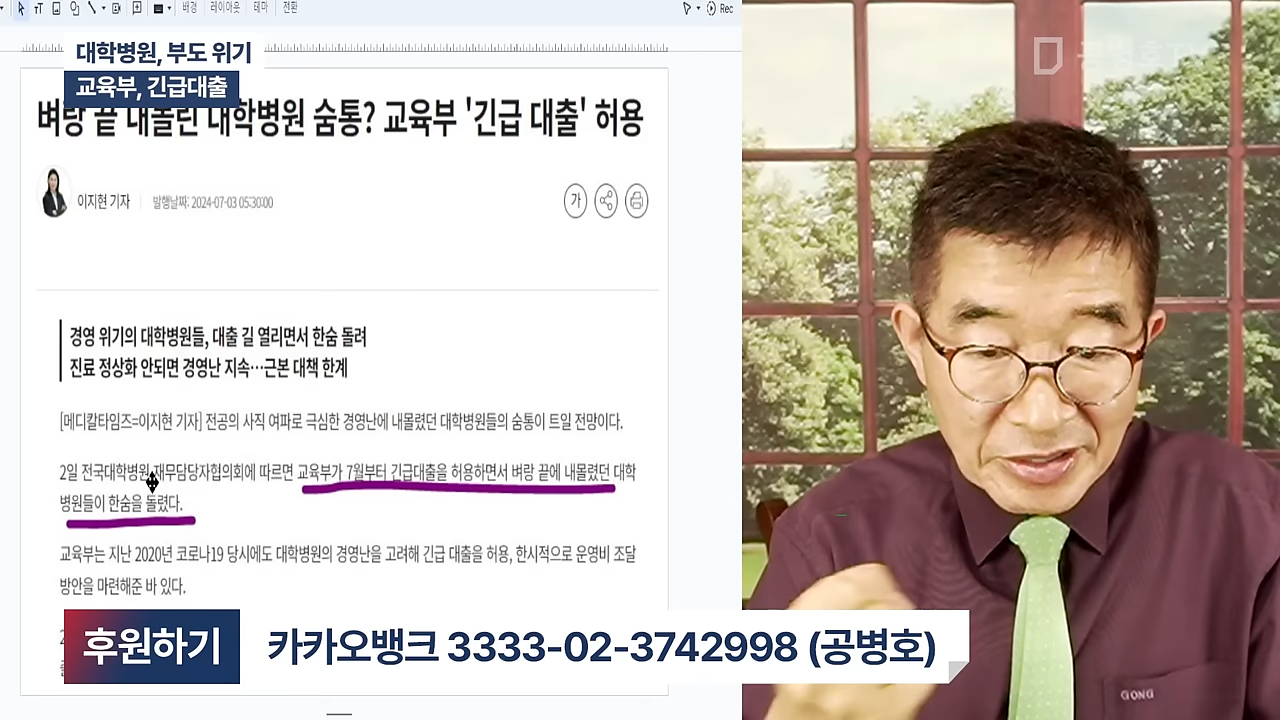 배경 레이아웃 테마 전환
Rec
대학병원, 부도 위기
교육부, 긴급대출
벼랑 끝 내몰린 대학병원 숨통? 교육부 '긴급 대출' 허용
이지현 기자
발행날짜: 2024-07-03 05:30:00
가
경영 위기의 대학병원들, 대출 길 열리면서 한숨 돌려
진료 정상화 안되면 경영난 지속…근본 대책 한계
[메디칼타임즈=이지현 기자] 전공의 사직 여파로 극심한 경영난에 내몰렸던 대학병원들의 숨통이 트일 전망이다.
2일 전국대학병원 재무담당자협의회에 따르면 교육부가 7월부터 긴급대출을 허용하면서 벼랑 끝에 내몰렸던 대학
병원들이 한숨을 돌렸다.
교육부는 지난 2020년 코로나19 당시에도 대학병원의 경영난을 고려해 긴급 대출을 허용, 한시적으로 운영비 조달
방안을 마련해준 바 있다.
후원하기
카카오뱅크 3333-02-3742998 (공병호)
공병호TV
GONG